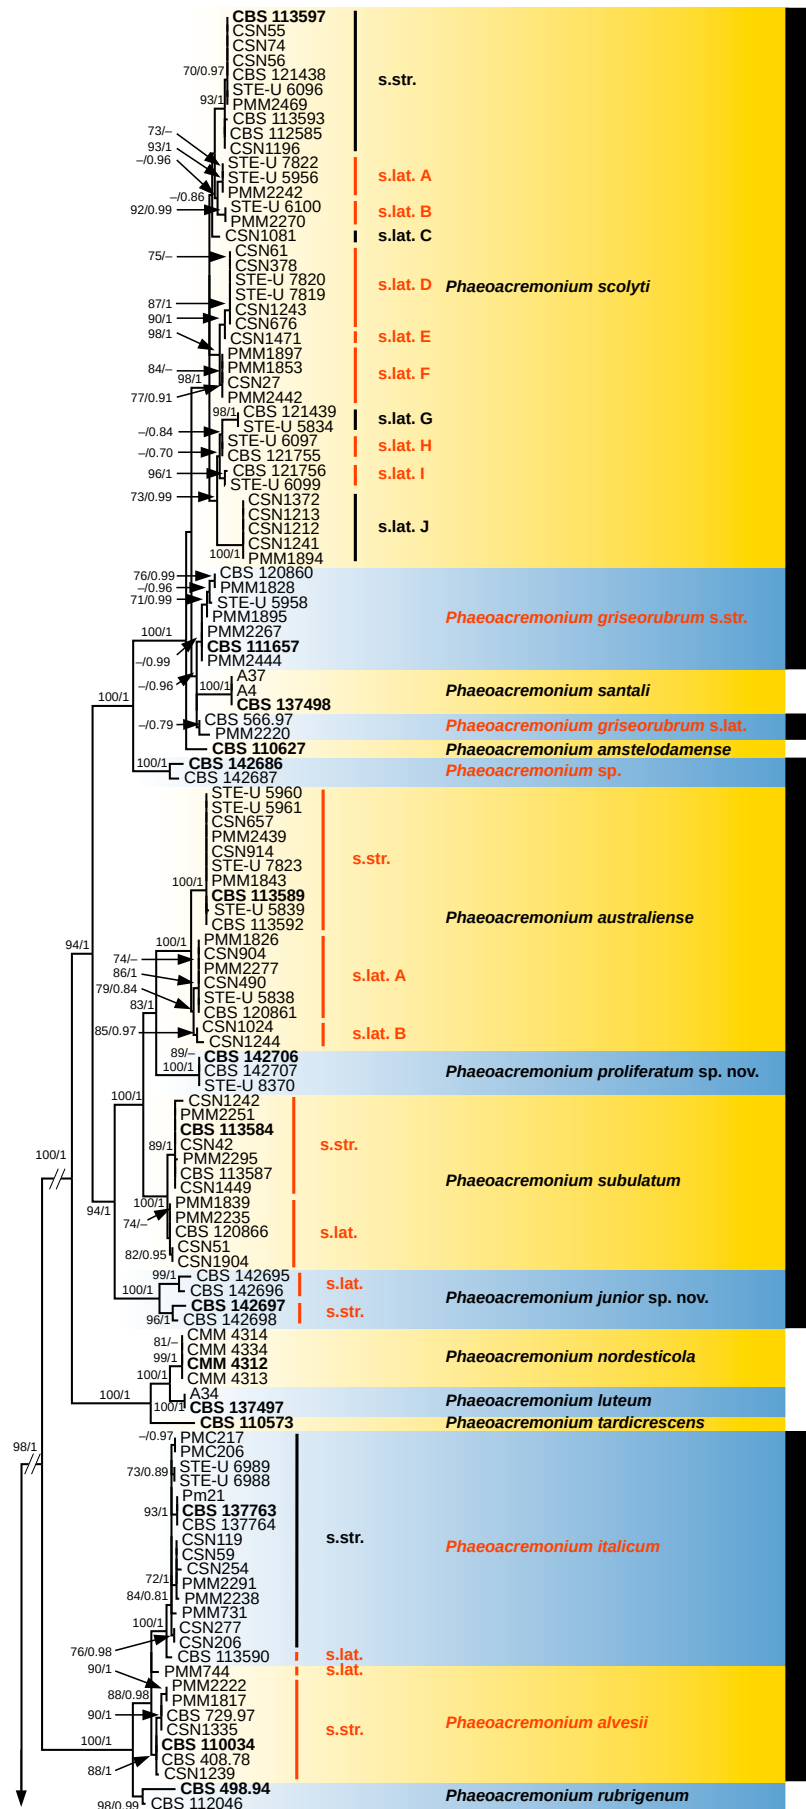 CBS 113597
CSN55
CSN74
CSN56
70/0.97
CBS 121438
s.str.
STE-U 6096
93/1
PMM2469
CBS 113593
73/–
CBS 112585
93/1
CSN1196
–/0.96
STE-U 7822
STE-U 5956
s.lat. A
–/0.86
PMM2242
92/0.99
STE-U 6100
s.lat. B
PMM2270
CSN1081
s.lat. C
75/–
CSN61
CSN378
STE-U 7820
s.lat. D
Phaeoacremonium scolyti
STE-U 7819
87/1
CSN1243
90/1
CSN676
98/1
CSN1471
s.lat. E
PMM1897
84/–
PMM1853
s.lat. F
98/1
CSN27
77/0.91
PMM2442
98/1
CBS 121439
s.lat. G
–/0.84
STE-U 5834
STE-U 6097
s.lat. H
–/0.70
CBS 121755
96/1
CBS 121756
s.lat. I
STE-U 6099
73/0.99
CSN1372
CSN1213
CSN1212
s.lat. J
CSN1241
100/1
PMM1894
76/0.99
CBS 120860
–/0.96
PMM1828
71/0.99
STE-U 5958
PMM1895
Phaeoacremonium griseorubrum s.str.
100/1
PMM2267
CBS 111657
–/0.99
PMM2444
–/0.96
A37
100/1
A4
Phaeoacremonium santali
100/1
CBS 137498
–/0.79
CBS 566.97
Phaeoacremonium griseorubrum s.lat.
PMM2220
CBS 110627
Phaeoacremonium amstelodamense
100/1
CBS 142686
Phaeoacremonium sp.
CBS 142687
STE-U 5960
STE-U 5961
CSN657
PMM2439
CSN914
s.str.
STE-U 7823
100/1
PMM1843
CBS 113589
STE-U 5839
Phaeoacremonium australiense
CBS 113592
94/1
100/1
PMM1826
74/–
CSN904
86/1
PMM2277
s.lat. A
79/0.84
CSN490
83/1
STE-U 5838
CBS 120861
85/0.97
CSN1024
s.lat. B
CSN1244
89/–
CBS 142706
100/1
CBS 142707
Phaeoacremonium proliferatum sp. nov.
STE-U 8370
100/1
CSN1242
PMM2251
CBS 113584
89/1
CSN42
s.str.
100/1
PMM2295
CBS 113587
Phaeoacremonium subulatum
CSN1449
100/1
PMM1839
94/1
74/–
PMM2235
CBS 120866
s.lat.
82/0.95
CSN51
CSN1904
99/1
CBS 142695
s.lat.
100/1
CBS 142696
Phaeoacremonium junior sp. nov.
CBS 142697
s.str.
96/1
CBS 142698
CMM 4314
81/–
CMM 4334
99/1
CMM 4312
Phaeoacremonium nordesticola
100/1
CMM 4313
100/1
A34
Phaeoacremonium luteum
100/1
CBS 137497
CBS 110573
Phaeoacremonium tardicrescens
98/1
–/0.97
PMC217
PMC206
73/0.89
STE-U 6989
STE-U 6988
Pm21
93/1
CBS 137763
CBS 137764
s.str.
CSN119
Phaeoacremonium italicum
CSN59
CSN254
72/1
PMM2291
84/0.81
PMM2238
PMM731
100/1
CSN277
76/0.98
CSN206
CBS 113590
s.lat.
90/1
PMM744
s.lat.
PMM2222
88/0.98
PMM1817
90/1
CBS 729.97
CSN1335
s.str.
Phaeoacremonium alvesii
100/1
CBS 110034
CBS 408.78
88/1
CSN1239
CBS 498.94
Phaeoacremonium rubrigenum
98/0.99
CBS 112046